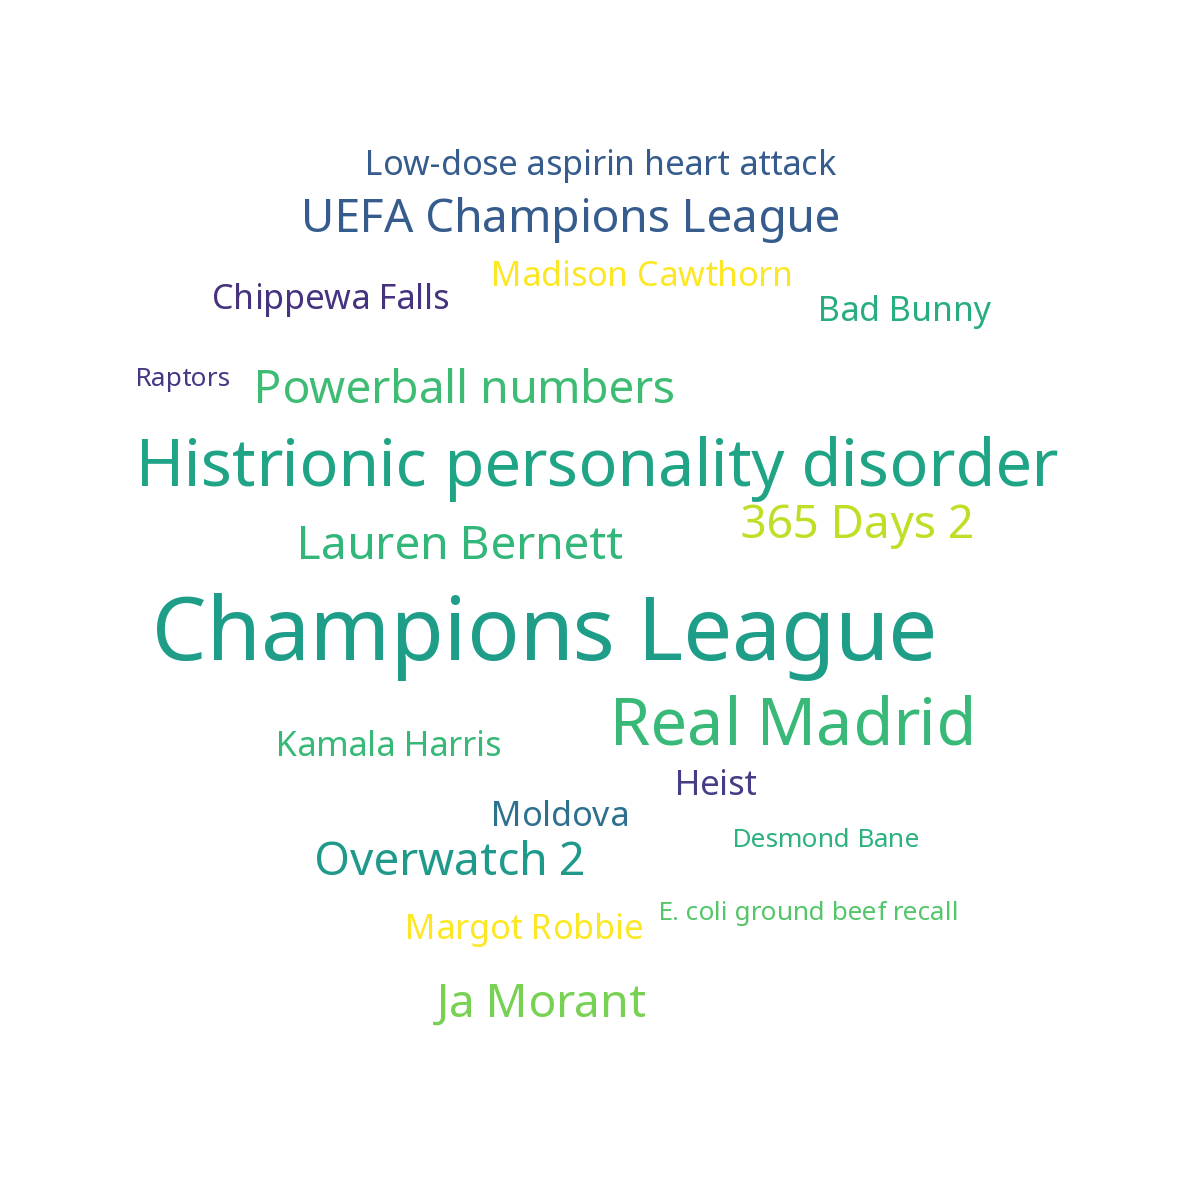 Low-dose aspirin heart attack
UEFA Champions League
Madison Cawthorn
Chippewa Falls
Bad Bunny
Raptors
Powerball numbers
Histrionic personality disorder
365 Days 2
Lauren Bernett
Champions League
Real Madrid
Kamala Harris
Heist
Moldova
Desmond Bane
Overwatch 2
E. coli ground beef recall
Margot Robbie
Ja Morant